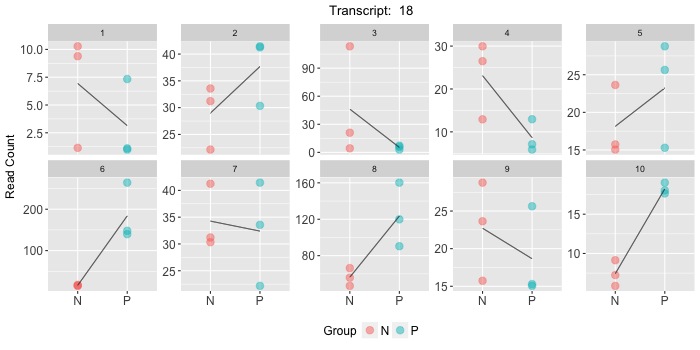 Transcript: 18
Read Count
1 2 3 4 5
10.0 7.5 5.0 2.5
40 35 30 25
90 60 30 0
30 20 10
25 20 15
6 7 8 9 10
200 100
40 35 30 25
160 120 80
25 20 15
15 10
N P N P N P N P N P
Group N P